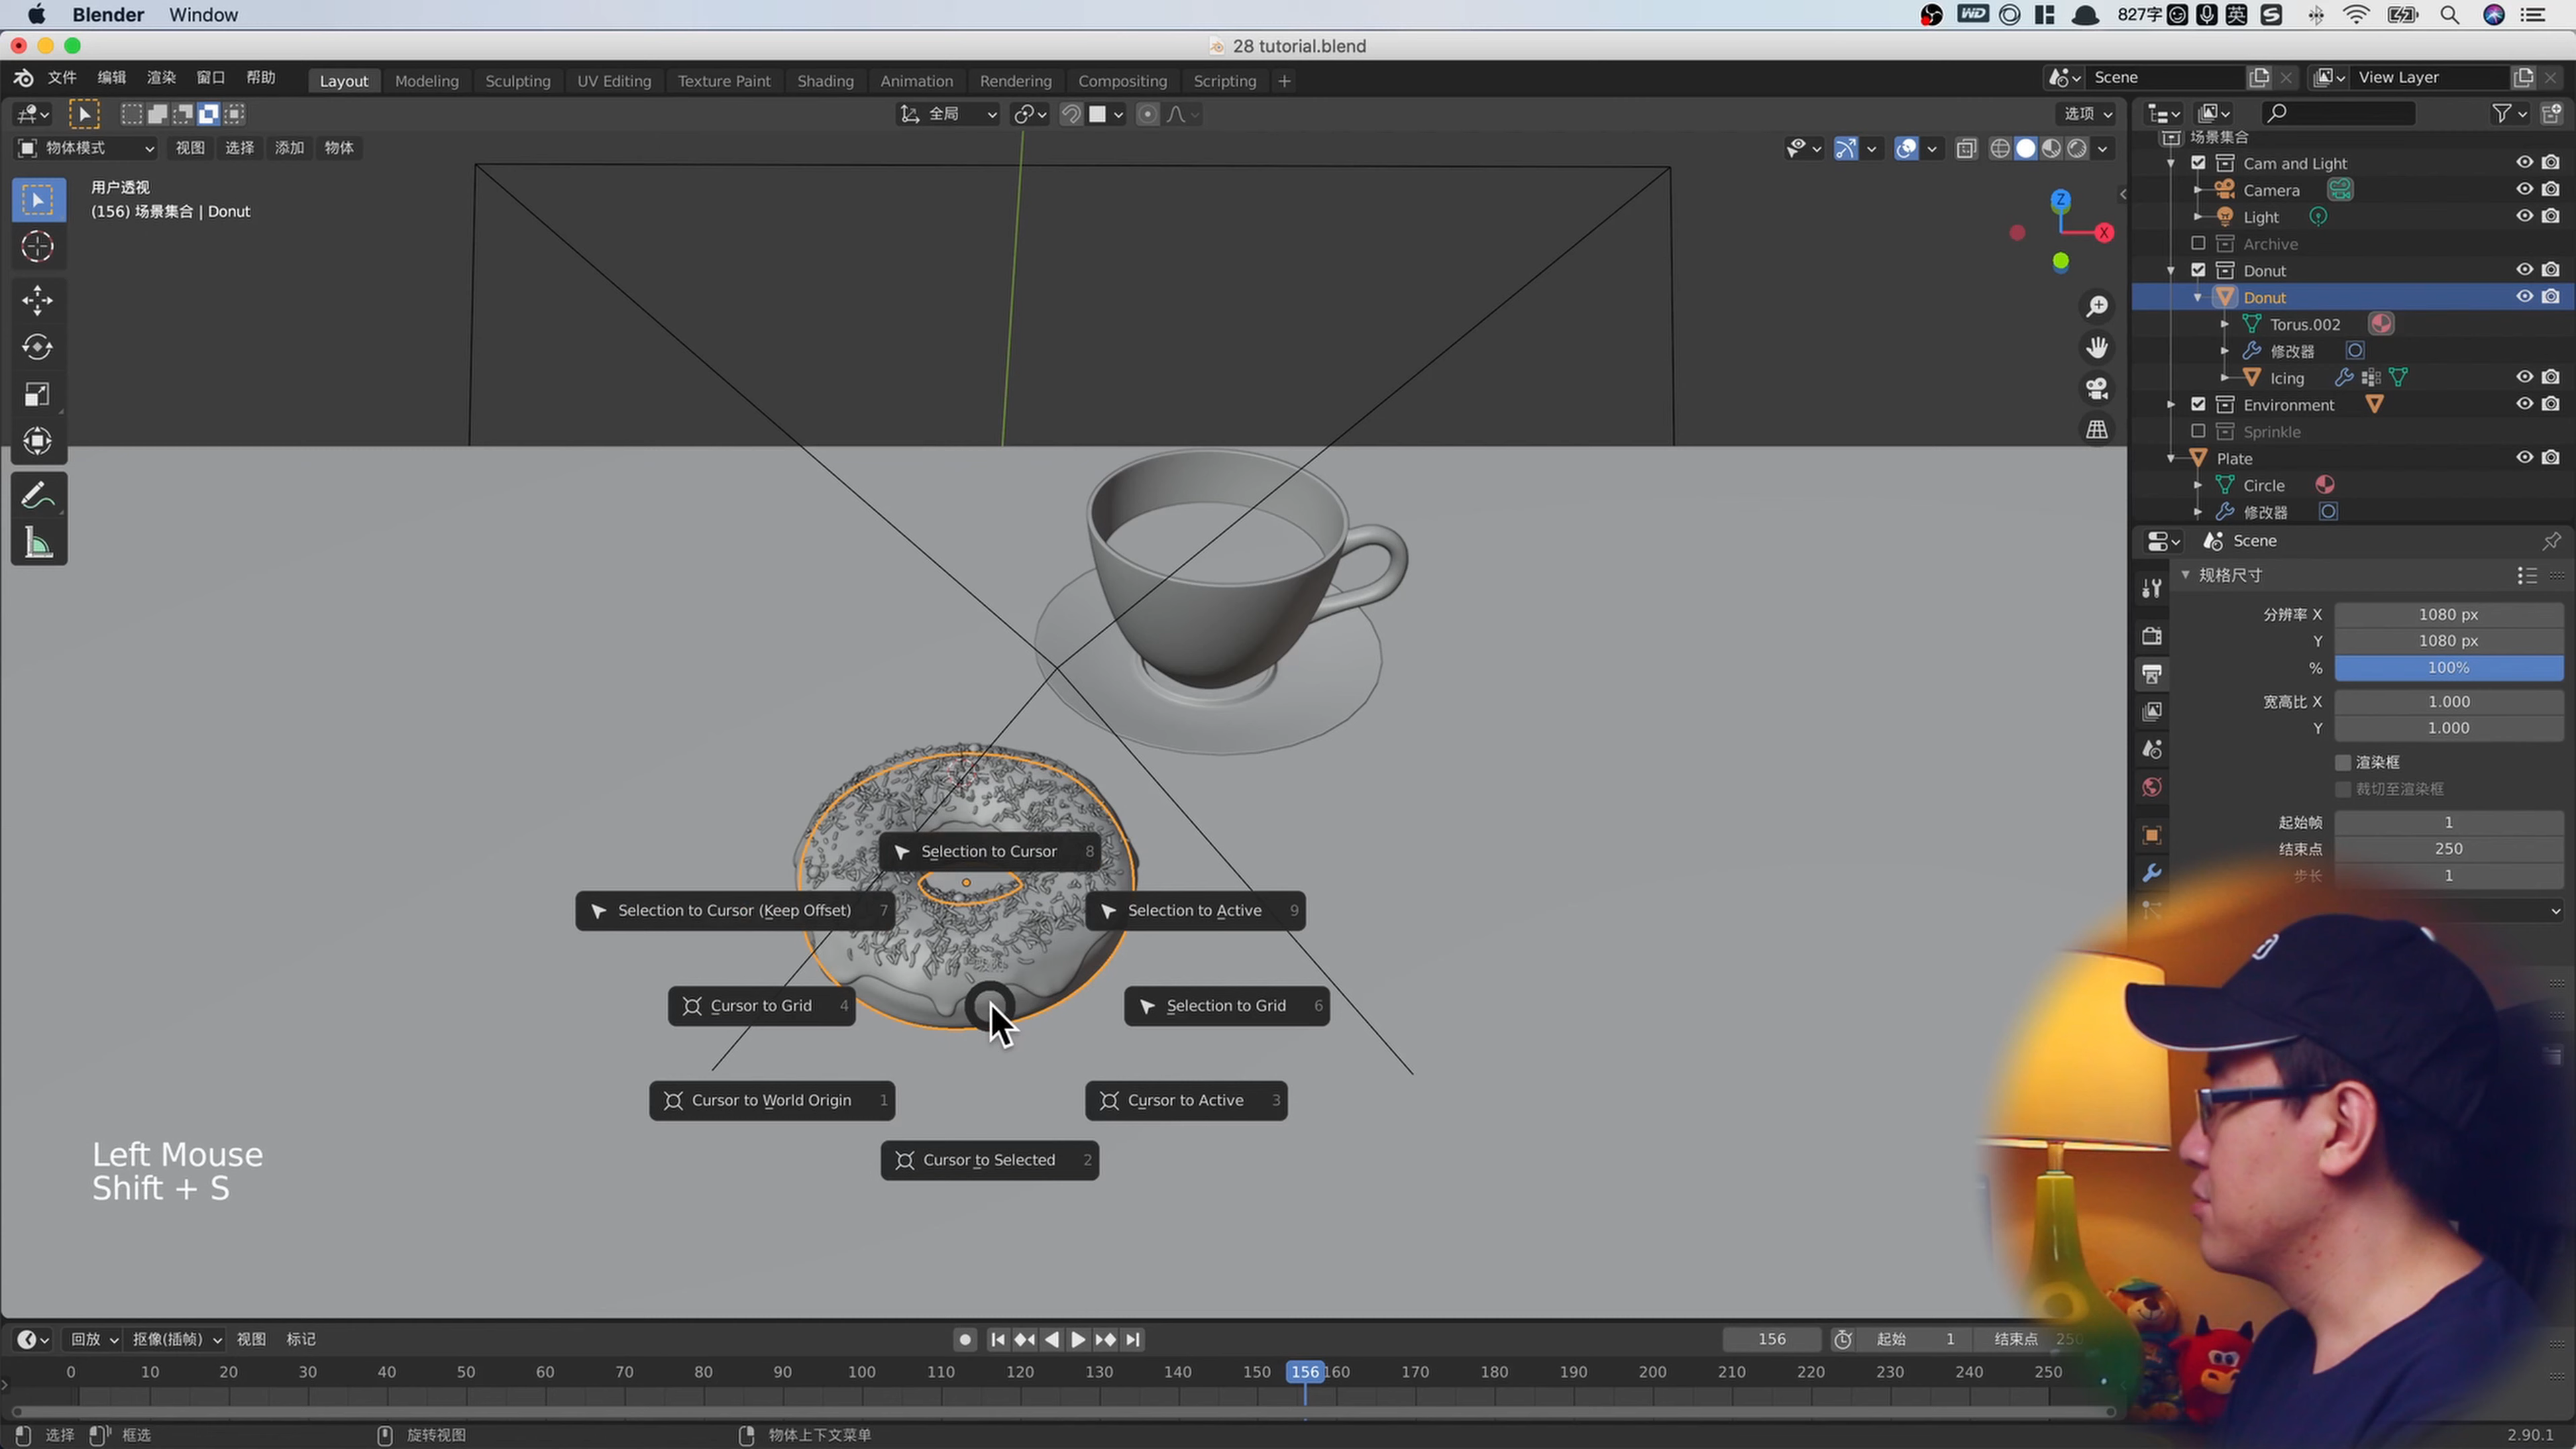 Blender Window
827字 英
28 tutorial.blend
文件 编辑 渲染 窗口 帮助 Layout Modeling Sculpting UV Editing Texture Paint Shading Animation Rendering Compositing Scripting +
Scene View Layer
全局 选项
物体模式 视图 选择 添加 物体
用户透视
(156) 场景集合 | Donut
Z
X
Selection to Cursor 8
Selection to Cursor (Keep Offset) 7
Selection to Active 9
Cursor to Grid 4
Selection to Grid 6
Cursor to World Origin 1
Cursor to Active 3
Cursor to Selected 2
Left Mouse
Shift + S
场景集合
Cam and Light
Camera
Light
Archive
Donut
Donut
Torus.002
修改器
Icing
Environment
Sprinkle
Plate
Circle
修改器
Scene
规格尺寸
分辨率 X 1080 px
Y 1080 px
% 100%
宽高比 X 1.000
Y 1.000
渲染框
裁切至渲染框
起始帧 1
结束点 250
步长 1
回放 抠像(插帧) 视图 标记
156 起始 1 结束点 250
0 10 20 30 40 50 60 70 80 90 100 110 120 130 140 150 156 160 170 180 190 200 210 220 230 240 250
选择 框选 旋转视图 物体上下文菜单
2.90.1